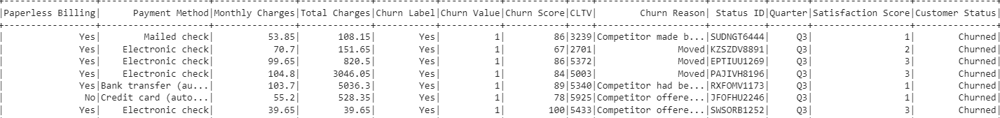 |Paperless Billing|      Payment Method|Monthly Charges|Total Charges|Churn Label|Churn Value|Churn Score|CLTV|        Churn Reason| Status ID|Quarter|Satisfaction Score|Customer Status|
|              Yes|        Mailed check|          53.85|       108.15|        Yes|          1|         86|3239|Competitor made b...|SUDNGT6444|     Q3|                 1|        Churned|
|              Yes|    Electronic check|           70.7|       151.65|        Yes|          1|         67|2701|               Moved|KZSZDV8891|     Q3|                 2|        Churned|
|              Yes|    Electronic check|          99.65|        820.5|        Yes|          1|         86|5372|               Moved|EPTIUU1269|     Q3|                 3|        Churned|
|              Yes|    Electronic check|          104.8|      3046.05|        Yes|          1|         84|5003|               Moved|PAJIVH8196|     Q3|                 3|        Churned|
|              Yes|Bank transfer (au...|          103.7|       5036.3|        Yes|          1|         89|5340|Competitor had be...|RXFOMV1173|     Q3|                 1|        Churned|
|               No|Credit card (auto...|           55.2|       528.35|        Yes|          1|         78|5925|Competitor offere...|JFOFHU2246|     Q3|                 1|        Churned|
|              Yes|    Electronic check|          39.65|        39.65|        Yes|          1|        100|5433|Competitor offere...|SWSORB1252|     Q3|                 3|        Churned|